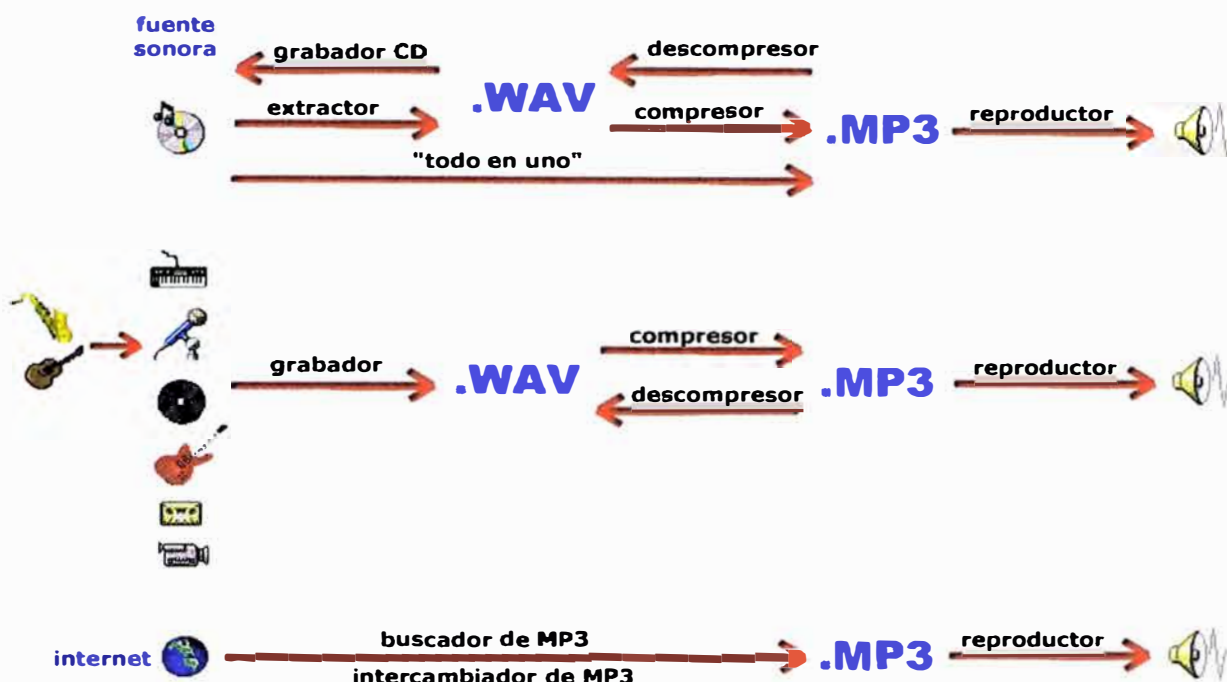 fuente
sonora
grabador CD
descompresor
.WAV
extractor
compresor
.MP3
reproductor
"todo en uno"
compresor
grabador
.WAV
descompresor
.MP3
reproductor
internet
buscador de MP3
intercambiador de MP3
.MP3
reproductor